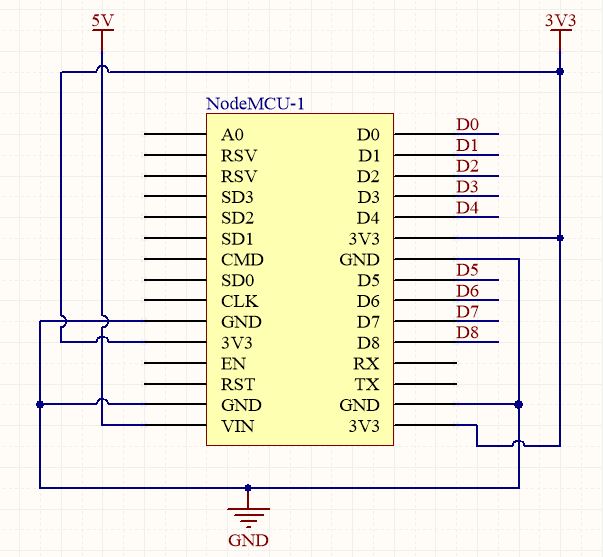 5V 3V3
NodeMCU-1
A0 D0 D0
RSV D1 D1
RSV D2 D2
SD3 D3 D3
SD2 D4 D4
SD1 3V3
CMD GND
SD0 D5 D5
CLK D6 D6
GND D7 D7
3V3 D8 D8
EN RX
RST TX
GND GND
VIN 3V3
GND